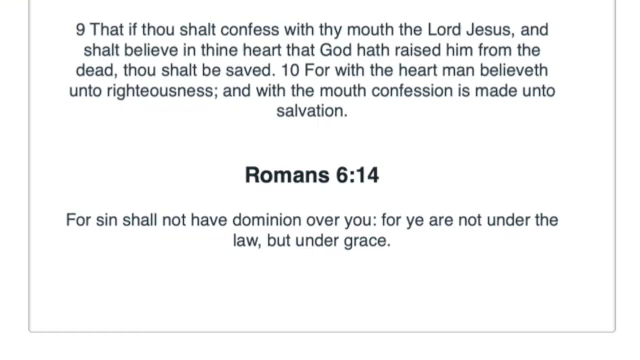 9 That if thou shalt confess with thy mouth the Lord Jesus, and
shalt believe in thine heart that God hath raised him from the
dead, thou shalt be saved. 10 For with the heart man believeth
unto righteousness; and with the mouth confession is made unto
salvation.
Romans 6:14
For sin shall not have dominion over you: for ye are not under the
law, but under grace.